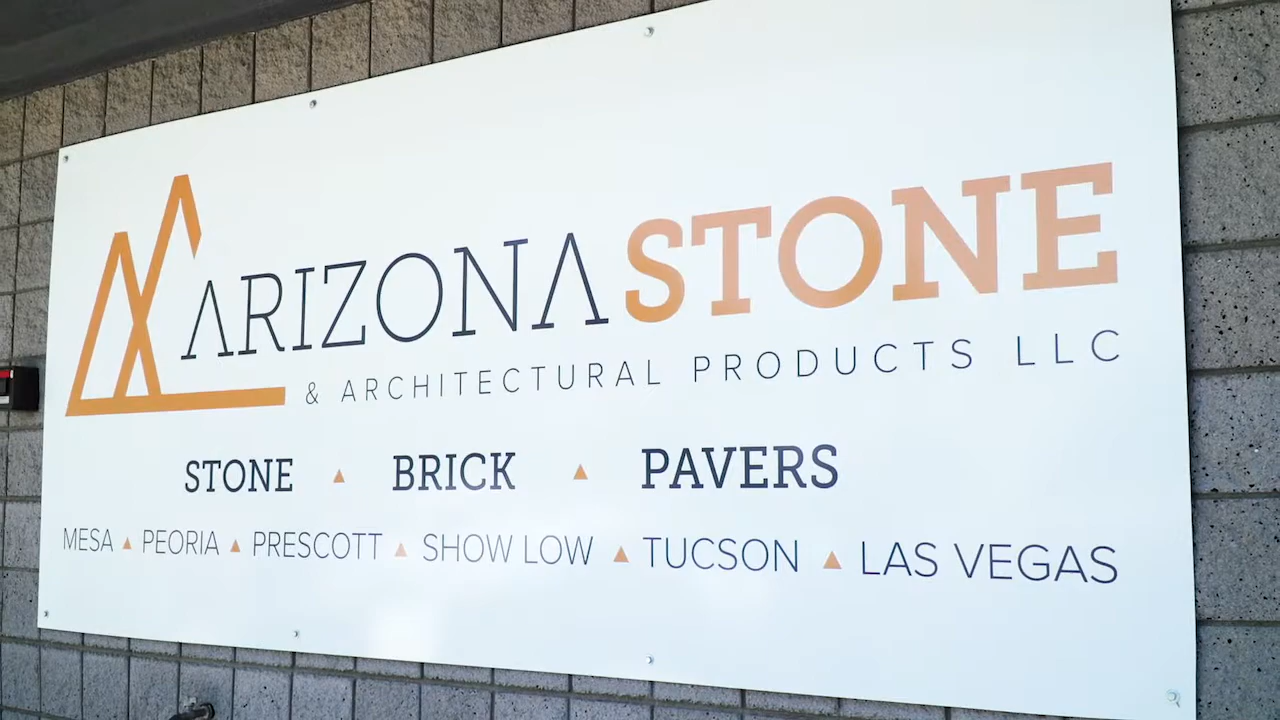 ARIZONA STONE
& ARCHITECTURAL PRODUCTS LLC
STONE ▲ BRICK ▲ PAVERS
MESA ▲ PEORIA ▲ PRESCOTT ▲ SHOW LOW ▲ TUCSON ▲ LAS VEGAS